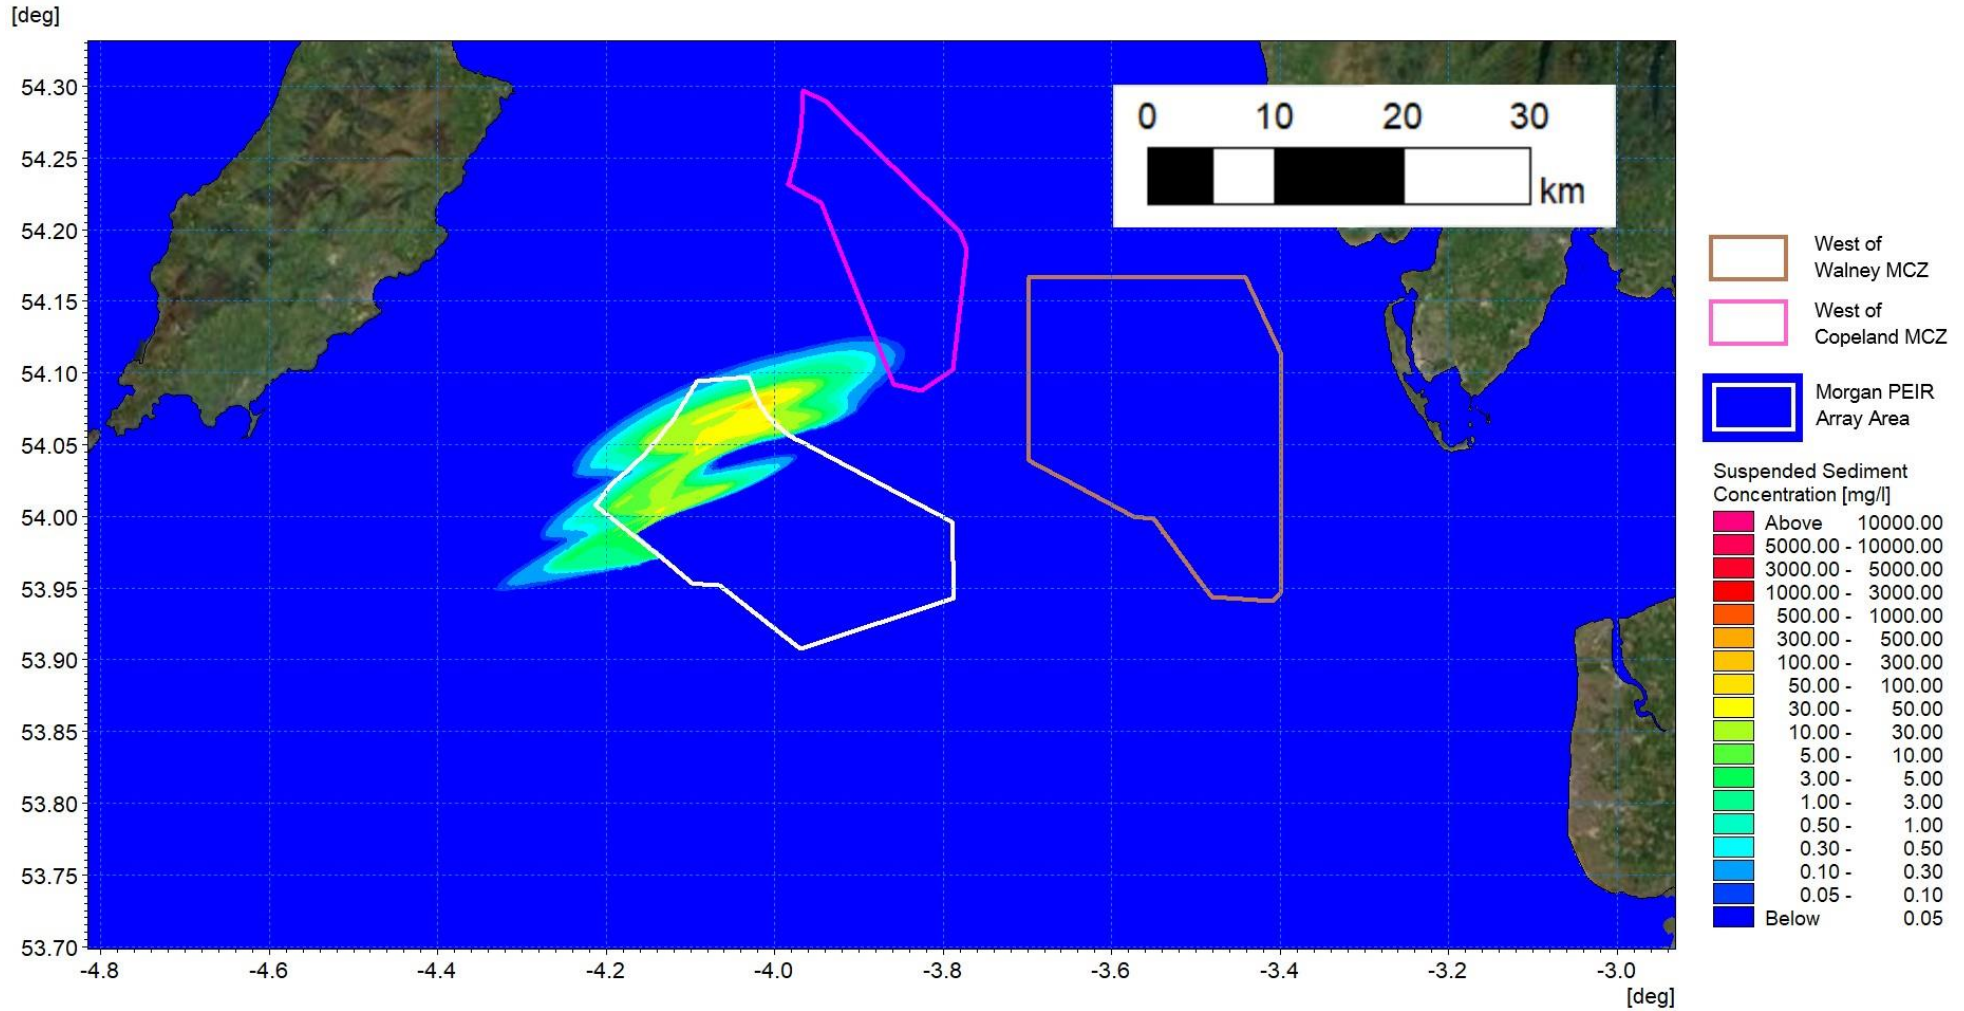 [deg]
54.30
54.25
54.20
54.15
54.10
54.05
54.00
53.95
53.90
53.85
53.80
53.75
53.70
-4.8 -4.6 -4.4 -4.2 -4.0 -3.8 -3.6 -3.4 -3.2 -3.0
[deg]
0 10 20 30
km
West of
Walney MCZ
West of
Copeland MCZ
Morgan PEIR
Array Area
Suspended Sediment
Concentration [mg/l]
Above 10000.00
5000.00 - 10000.00
3000.00 - 5000.00
1000.00 - 3000.00
500.00 - 1000.00
300.00 - 500.00
100.00 - 300.00
50.00 - 100.00
30.00 - 50.00
10.00 - 30.00
5.00 - 10.00
3.00 - 5.00
1.00 - 3.00
0.50 - 1.00
0.30 - 0.50
0.10 - 0.30
0.05 - 0.10
Below 0.05